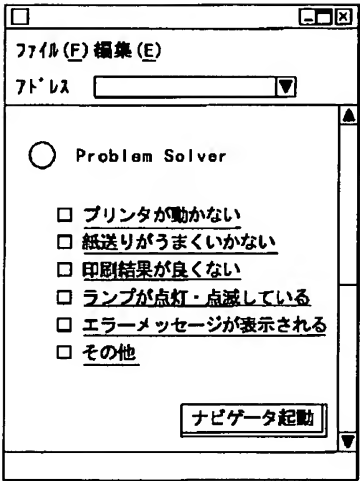 ファイル(F) 編集(E)
アドレス
Problem Solver
プリンタが動かない
紙送りがうまくいかない
印刷結果が良くない
ランプが点灯・点滅している
エラーメッセージが表示される
その他
ナビゲータ起動